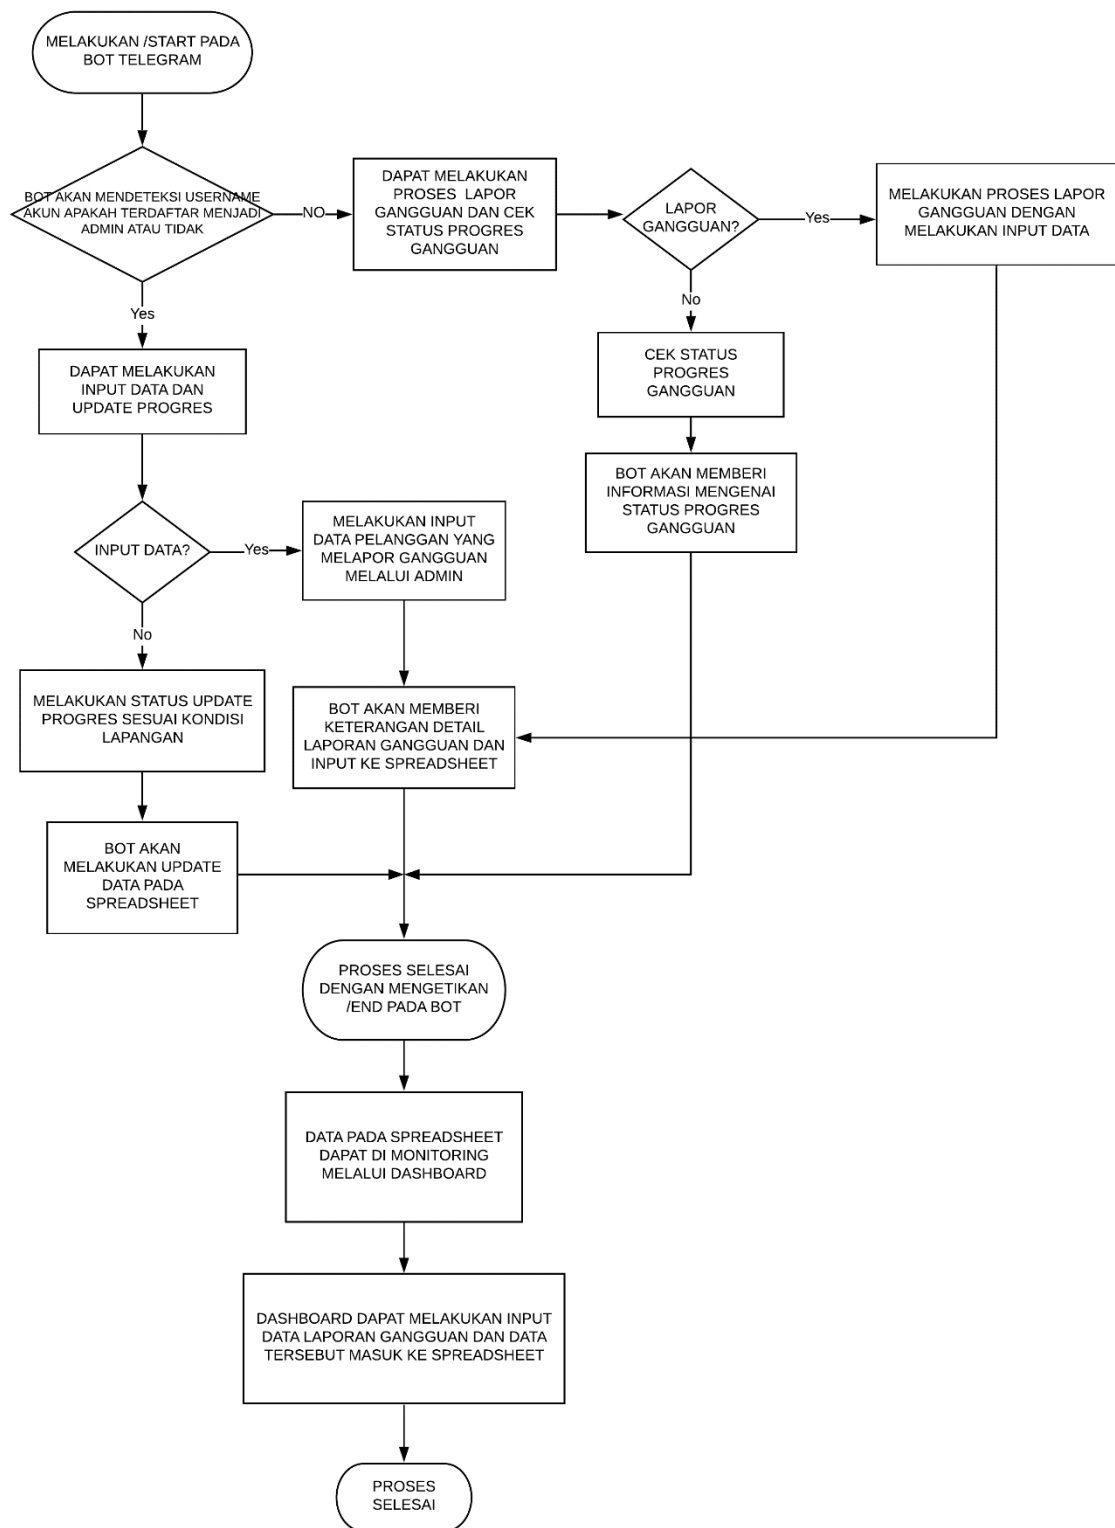 MELAKUKAN /START PADA
BOT TELEGRAM
BOT AKAN MENDETEKSI USERNAME
AKUN APAKAH TERDAFTAR MENJADI
ADMIN ATAU TIDAK
NO
DAPAT MELAKUKAN
PROSES LAPOR
GANGGUAN DAN CEK
STATUS PROGRES
GANGGUAN
LAPOR
GANGGUAN?
Yes
MELAKUKAN PROSES LAPOR
GANGGUAN DENGAN
MELAKUKAN INPUT DATA
No
CEK STATUS
PROGRES
GANGGUAN
BOT AKAN MEMBERI
INFORMASI MENGENAI
STATUS PROGRES
GANGGUAN
Yes
DAPAT MELAKUKAN
INPUT DATA DAN
UPDATE PROGRES
INPUT DATA?
Yes
MELAKUKAN INPUT
DATA PELANGGAN YANG
MELAPOR GANGGUAN
MELALUI ADMIN
No
MELAKUKAN STATUS UPDATE
PROGRES SESUAI KONDISI
LAPANGAN
BOT AKAN MEMBERI
KETERANGAN DETAIL
LAPORAN GANGGUAN DAN
INPUT KE SPREADSHEET
BOT AKAN
MELAKUKAN UPDATE
DATA PADA
SPREADSHEET
PROSES SELESAI
DENGAN MENGETIKAN
/END PADA BOT
DATA PADA SPREADSHEET
DAPAT DI MONITORING
MELALUI DASHBOARD
DASHBOARD DAPAT MELAKUKAN INPUT
DATA LAPORAN GANGGUAN DAN DATA
TERSEBUT MASUK KE SPREADSHEET
PROSES
SELESAI